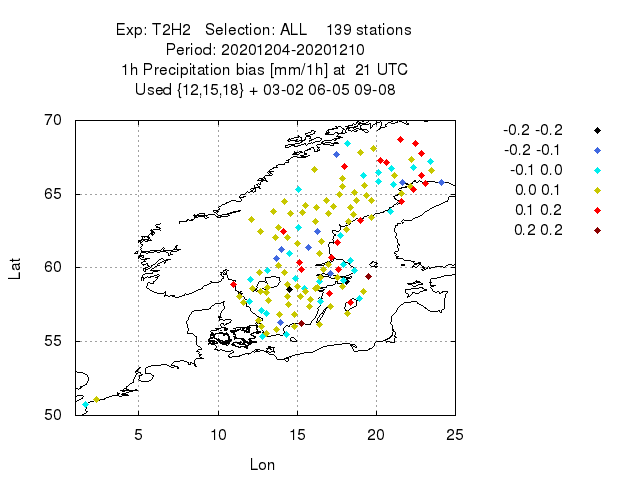 Exp: T2H2 Selection: ALL 139 stations
Period: 20201204-20201210
1h Precipitation bias [mm/1h] at 21 UTC
Used {12,15,18} + 03-02 06-05 09-08
70
65
60
55
50
5 10 15 20 25
Lat
Lon
-0.2 -0.2
-0.2 -0.1
-0.1 0.0
0.0 0.1
0.1 0.2
0.2 0.2